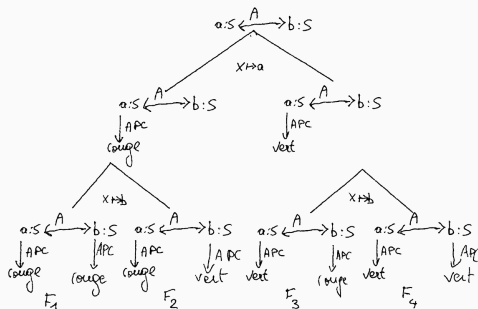 a:S A b:S
x↦a
a:S A b:S a:S A b:S
APC APC
rouge vert
x↦b x↦b
a:S A b:S a:S A b:S a:S A b:S a:S A b:S
APC APC APC APC APC APC APC APC
rouge rouge rouge vert vert rouge vert vert
F1 F2 F3 F4